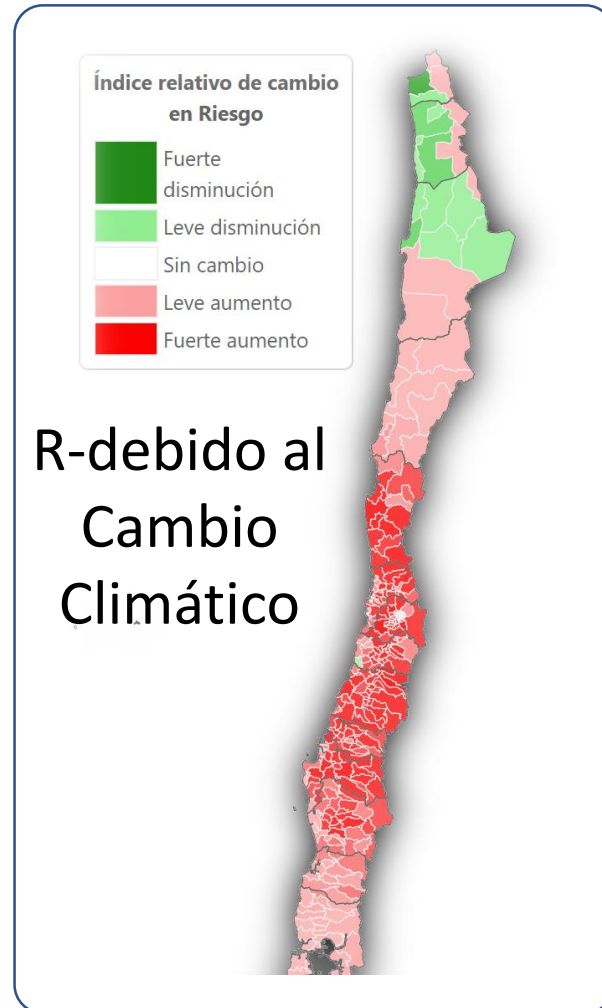 Índice relativo de cambio
en Riesgo
Fuerte
disminución
Leve disminución
Sin cambio
Leve aumento
Fuerte aumento
R-debido al
Cambio
Climático